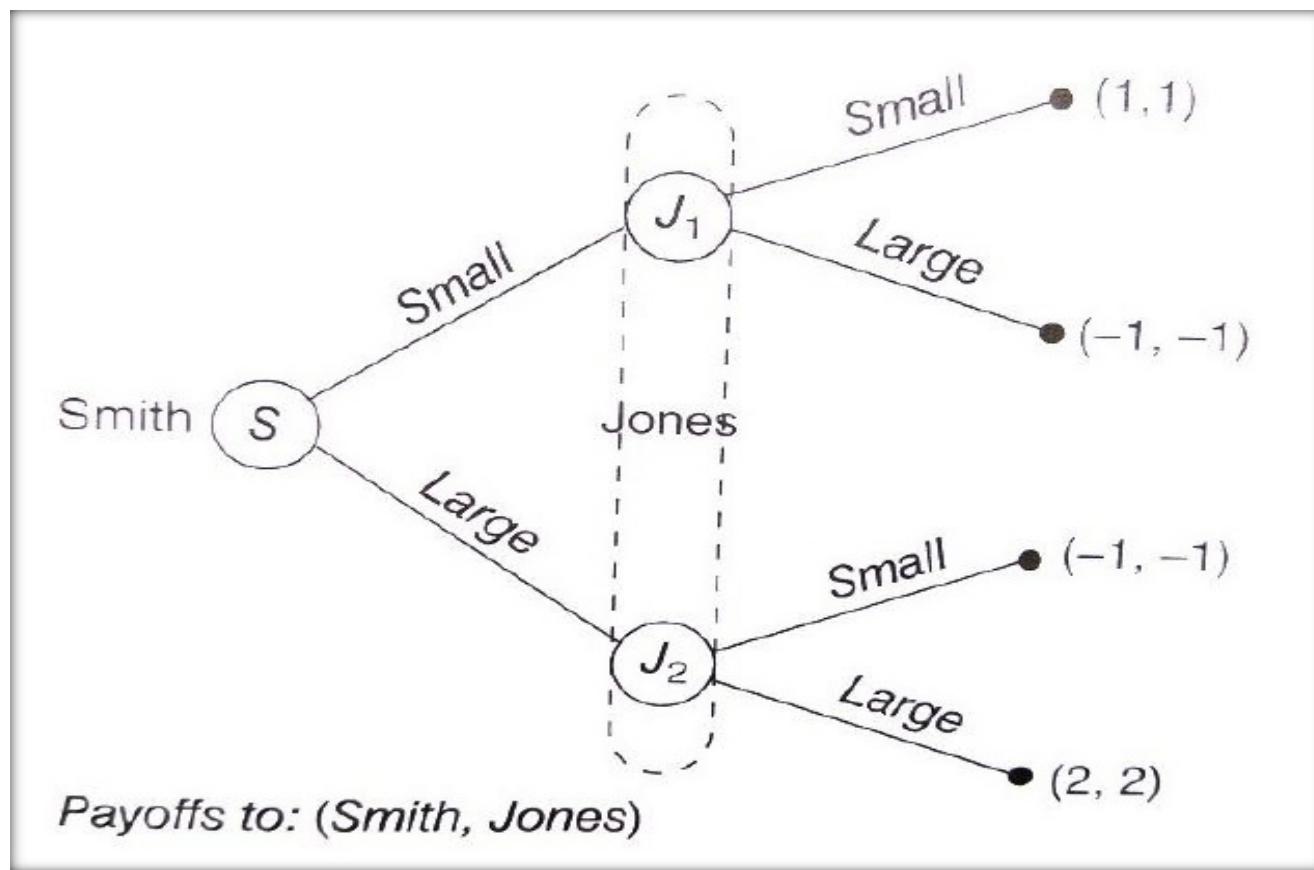 Small (1,1)
J1
Large
Small
(−1, −1)
Smith S Jones
Large
Small (−1, −1)
J2
Large
(2, 2)
Payoffs to: (Smith, Jones)